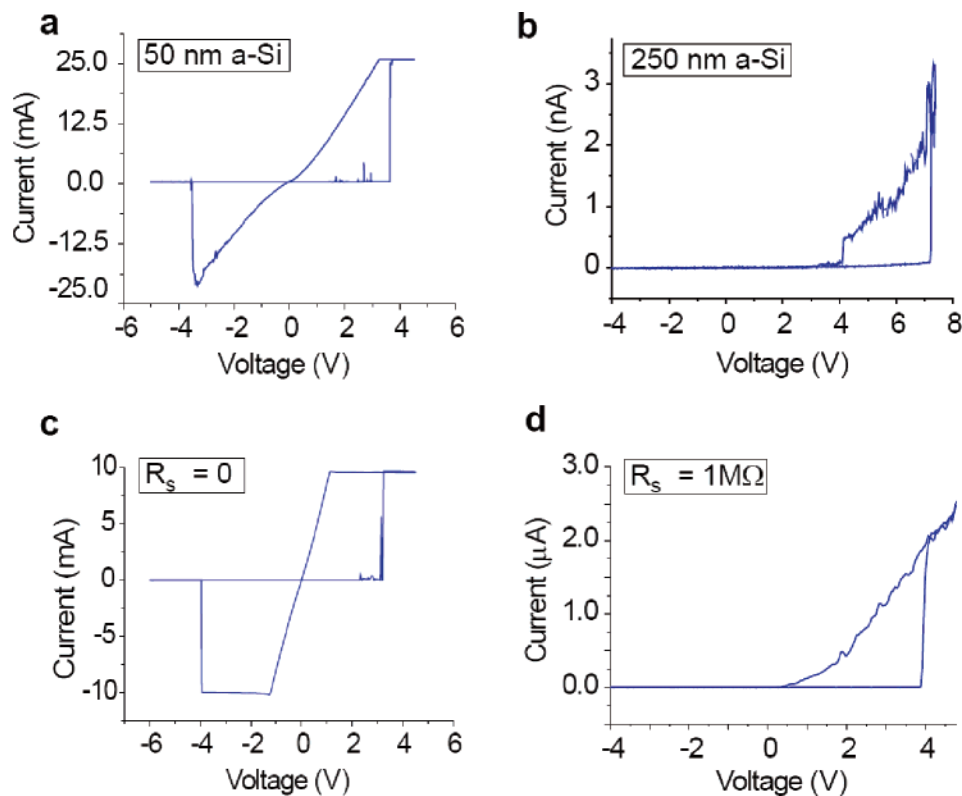 a
50 nm a-Si
Current (mA)
25.0
12.5
0.0
-12.5
-25.0
-6 -4 -2 0 2 4 6
Voltage (V)
b
250 nm a-Si
Current (nA)
3
2
1
0
-4 -2 0 2 4 6 8
Voltage (V)
c
R_s = 0
Current (mA)
10
5
0
-5
-10
-6 -4 -2 0 2 4 6
Voltage (V)
d
R_s = 1MΩ
Current (μA)
3.0
2.0
1.0
0.0
-4 -2 0 2 4
Voltage (V)